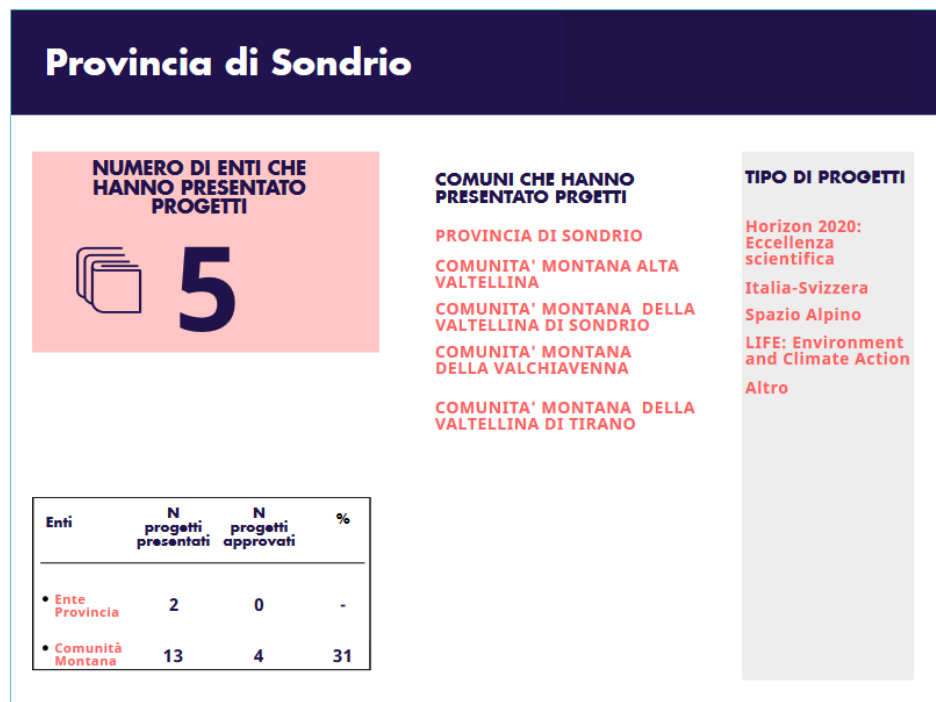 Provincia di Sondrio
NUMERO DI ENTI CHE
HANNO PRESENTATO
PROGETTI
5
COMUNI CHE HANNO
PRESENTATO PRGETTI
PROVINCIA DI SONDRIO
COMUNITA' MONTANA ALTA
VALTELLINA
COMUNITA' MONTANA DELLA
VALTELLINA DI SONDRIO
COMUNITA' MONTANA
DELLA VALCHIAVENNA
COMUNITA' MONTANA DELLA
VALTELLINA DI TIRANO
TIPO DI PROGETTI
Horizon 2020:
Eccellenza
scientifica
Italia-Svizzera
Spazio Alpino
LIFE: Environment
and Climate Action
Altro
Enti N progetti presentati N progetti approvati %
• Ente Provincia 2 0 -
• Comunità Montana 13 4 31